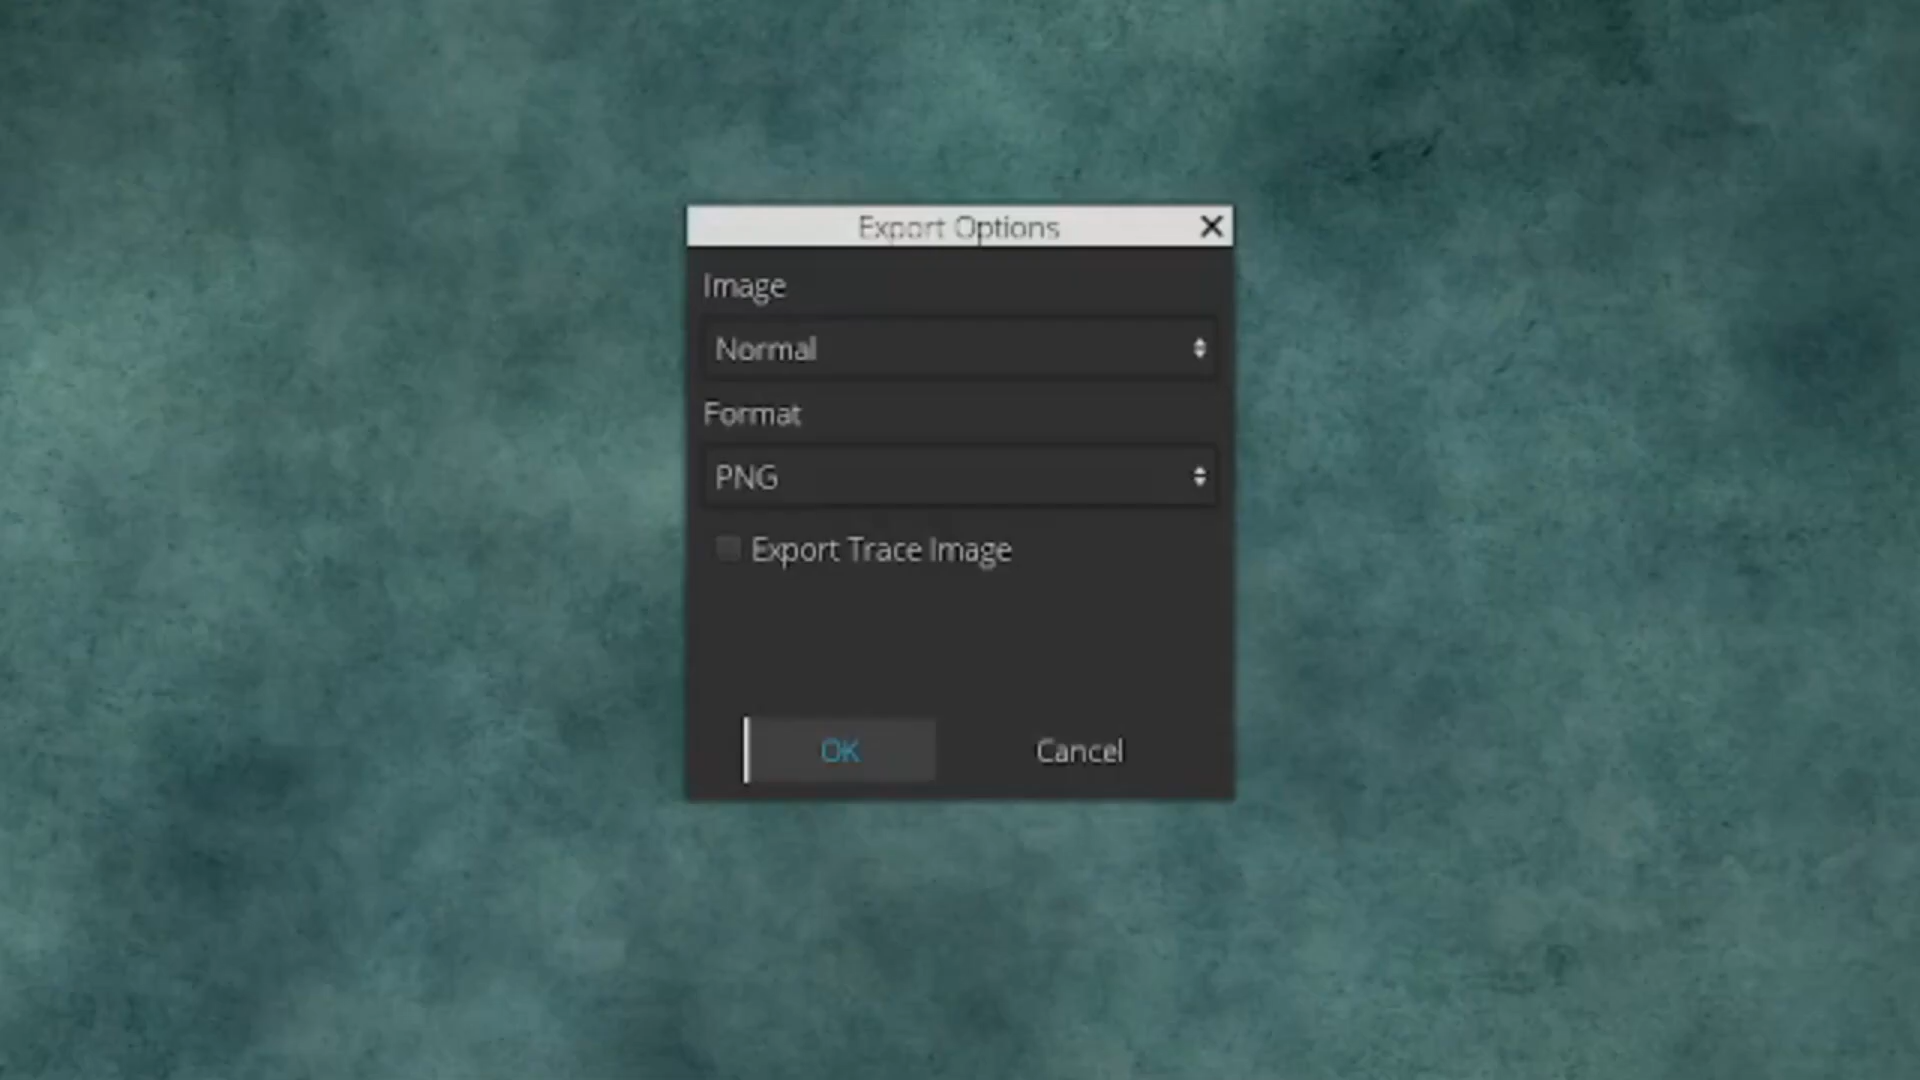 Export Options
Image
Normal
Format
PNG
Export Trace Image
OK
Cancel